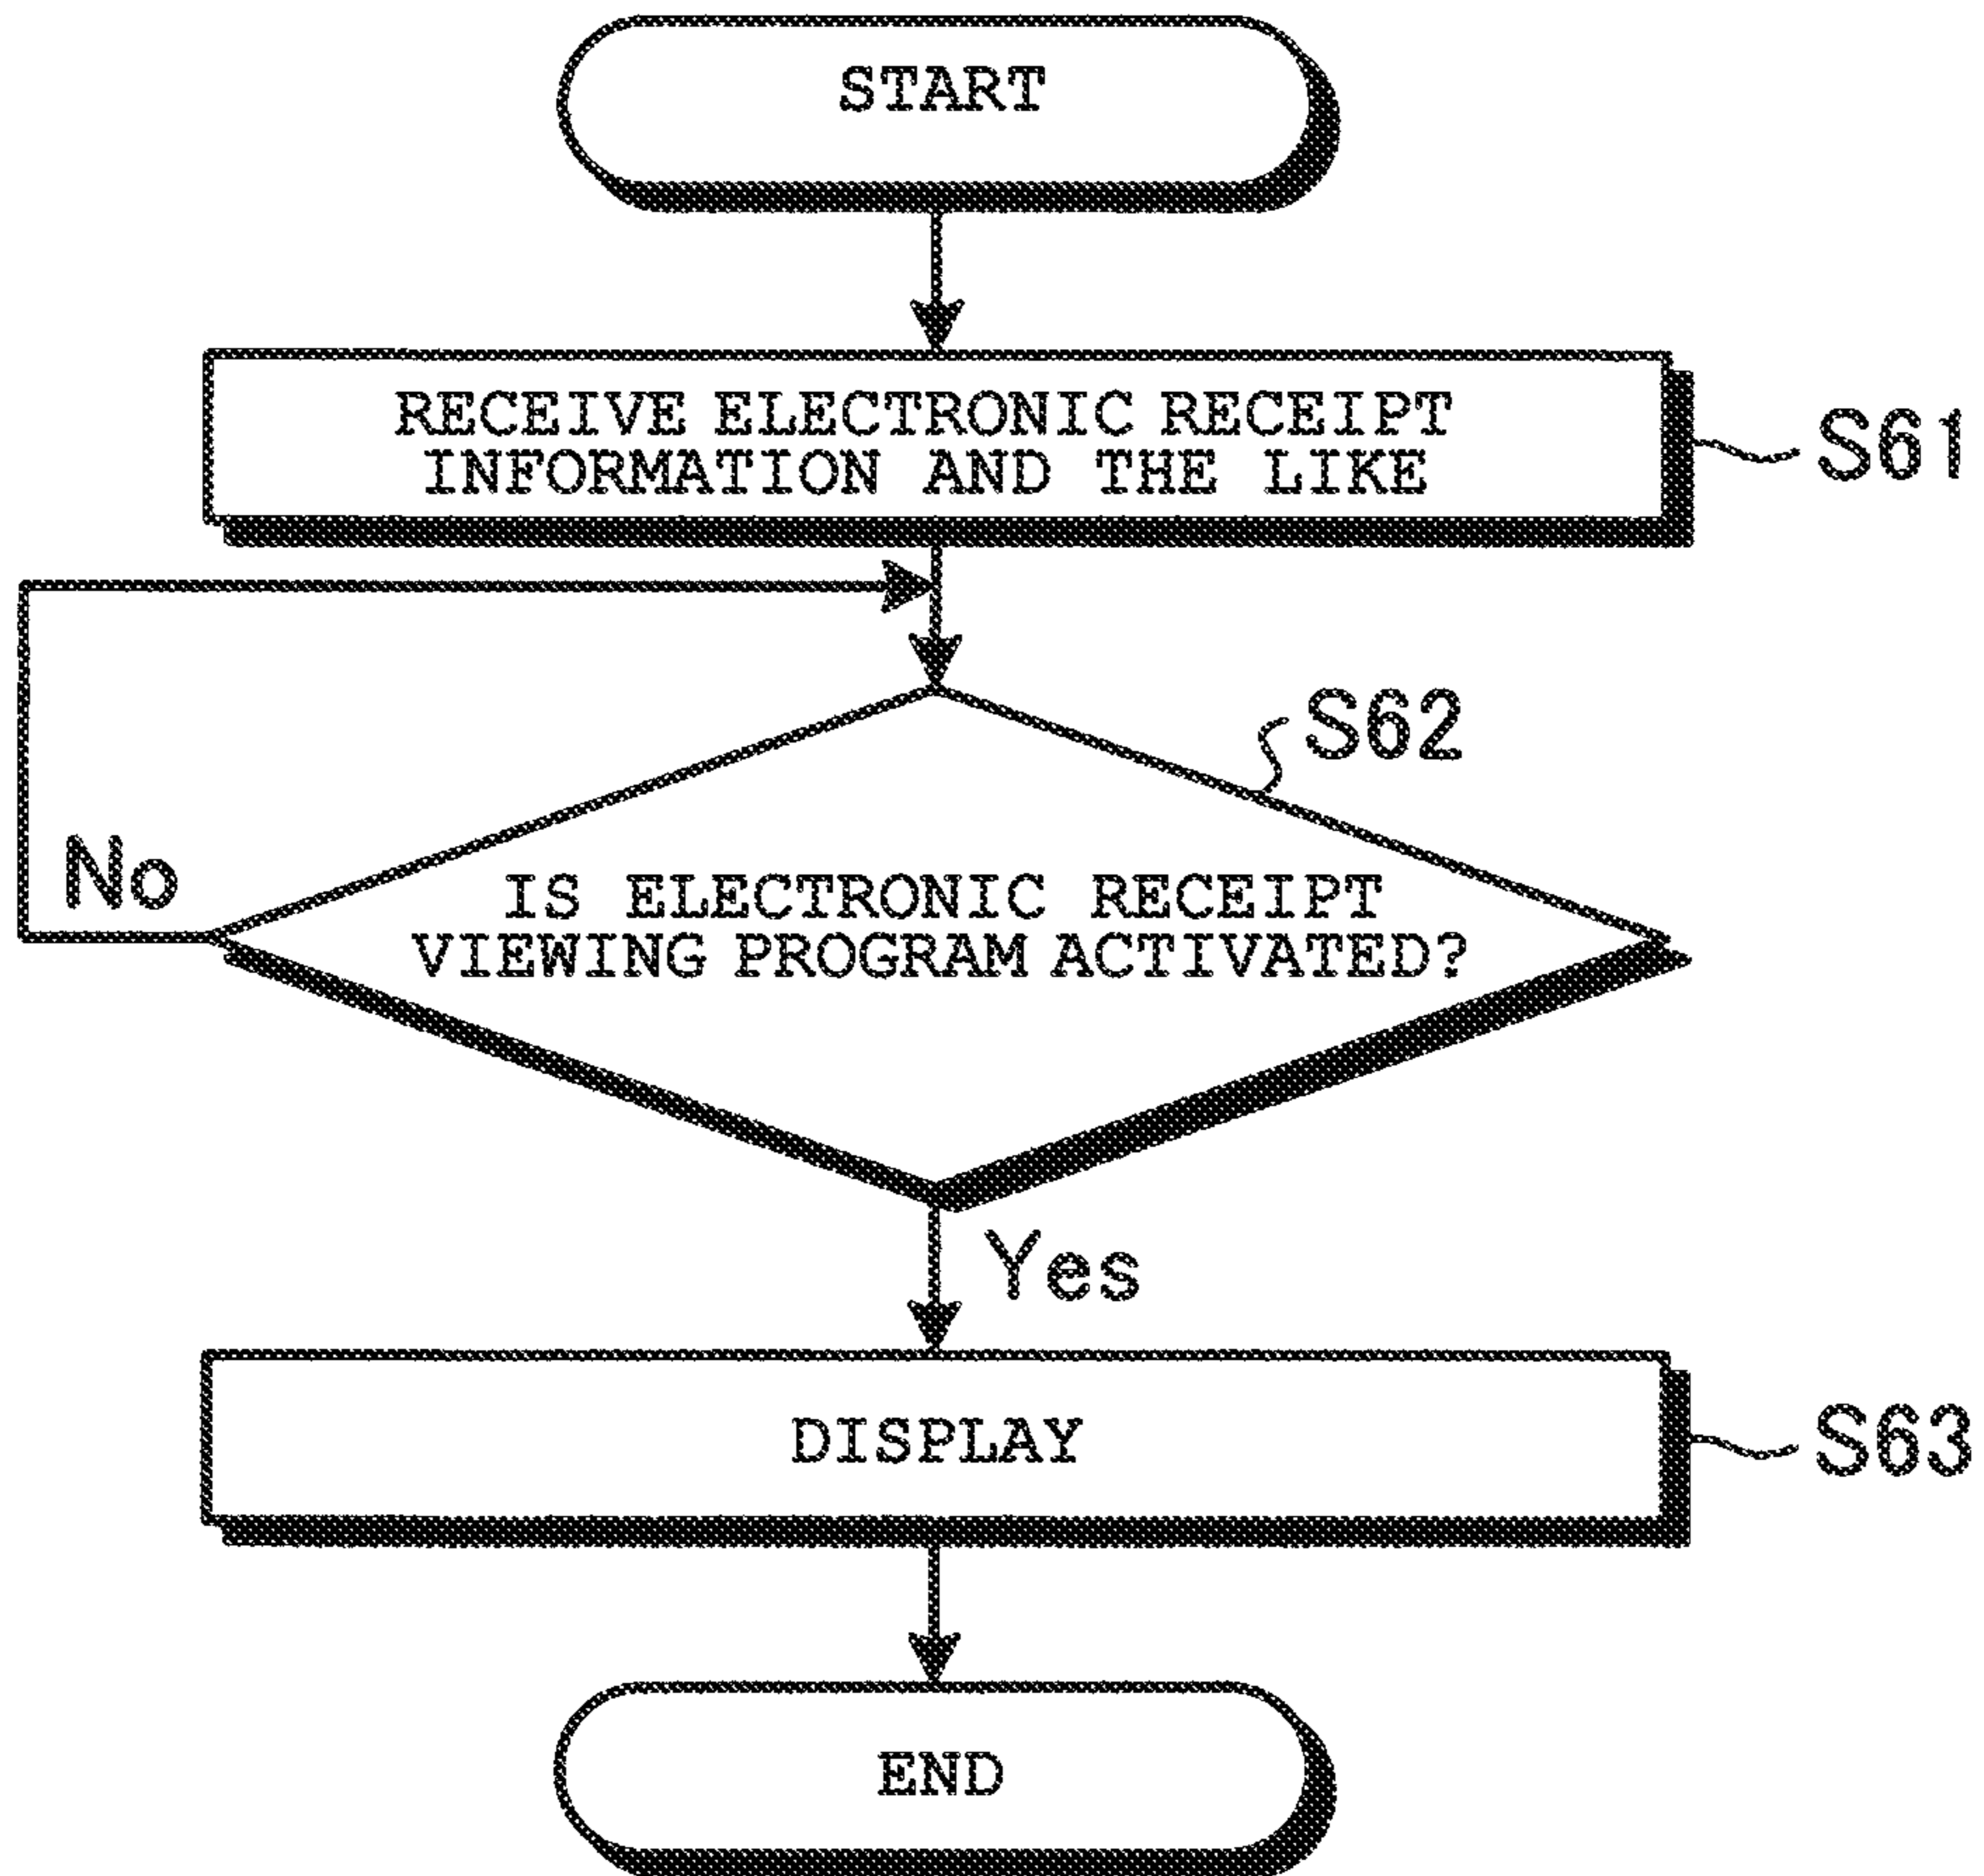 START
RECEIVE ELECTRONIC RECEIPT
INFORMATION AND THE LIKE
S61
S62
No
IS ELECTRONIC RECEIPT
VIEWING PROGRAM ACTIVATED?
Yes
DISPLAY
S63
END